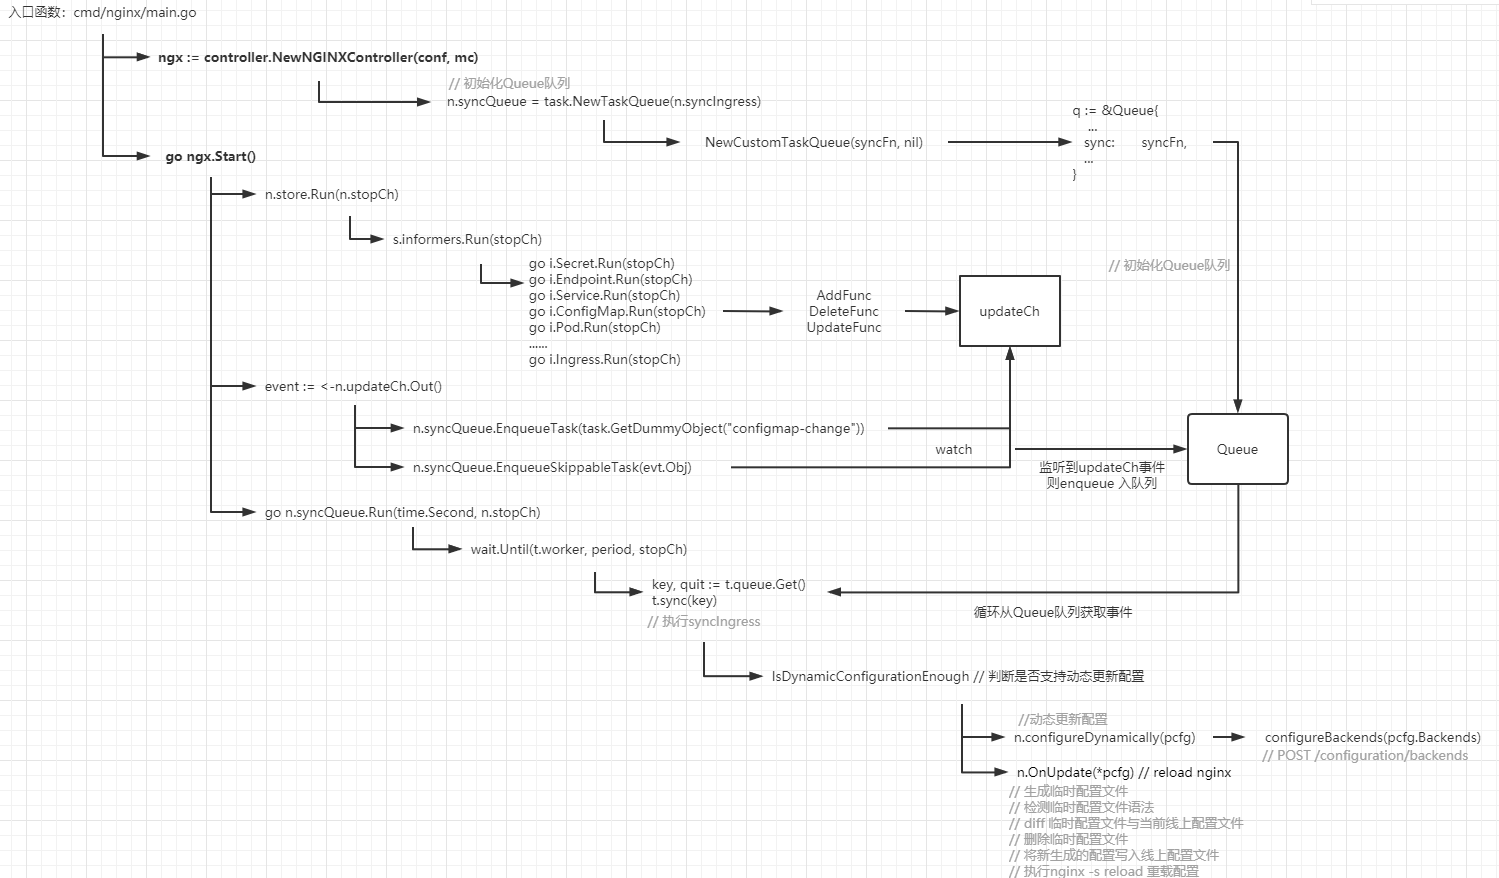 入口函数：cmd/nginx/main.go
ngx := controller.NewNGINXController(conf, mc)
// 初始化Queue队列
n.syncQueue = task.NewTaskQueue(n.syncIngress)
NewCustomTaskQueue(syncFn, nil)
q := &Queue{
...
sync: syncFn,
...
}
go ngx.Start()
n.store.Run(n.stopCh)
s.informers.Run(stopCh)
go i.Secret.Run(stopCh)
go i.Endpoint.Run(stopCh)
go i.Service.Run(stopCh)
go i.ConfigMap.Run(stopCh)
go i.Pod.Run(stopCh)
......
go i.Ingress.Run(stopCh)
AddFunc
DeleteFunc
UpdateFunc
updateCh
// 初始化Queue队列
event := <-n.updateCh.Out()
n.syncQueue.EnqueueTask(task.GetDummyObject("configmap-change"))
watch
n.syncQueue.EnqueueSkippableTask(evt.Obj)
监听到updateCh事件
则enqueue 入队列
Queue
go n.syncQueue.Run(time.Second, n.stopCh)
wait.Until(t.worker, period, stopCh)
key, quit := t.queue.Get()
t.sync(key)
// 执行syncIngress
循环从Queue队列获取事件
IsDynamicConfigurationEnough // 判断是否支持动态更新配置
//动态更新配置
n.configureDynamically(pcfg)
configureBackends(pcfg.Backends)
// POST /configuration/backends
n.OnUpdate(*pcfg) // reload nginx
// 生成临时配置文件
// 检测临时配置文件语法
// diff 临时配置文件与当前线上配置文件
// 删除临时配置文件
// 将新生成的配置写入线上配置文件
// 执行nginx -s reload 重载配置